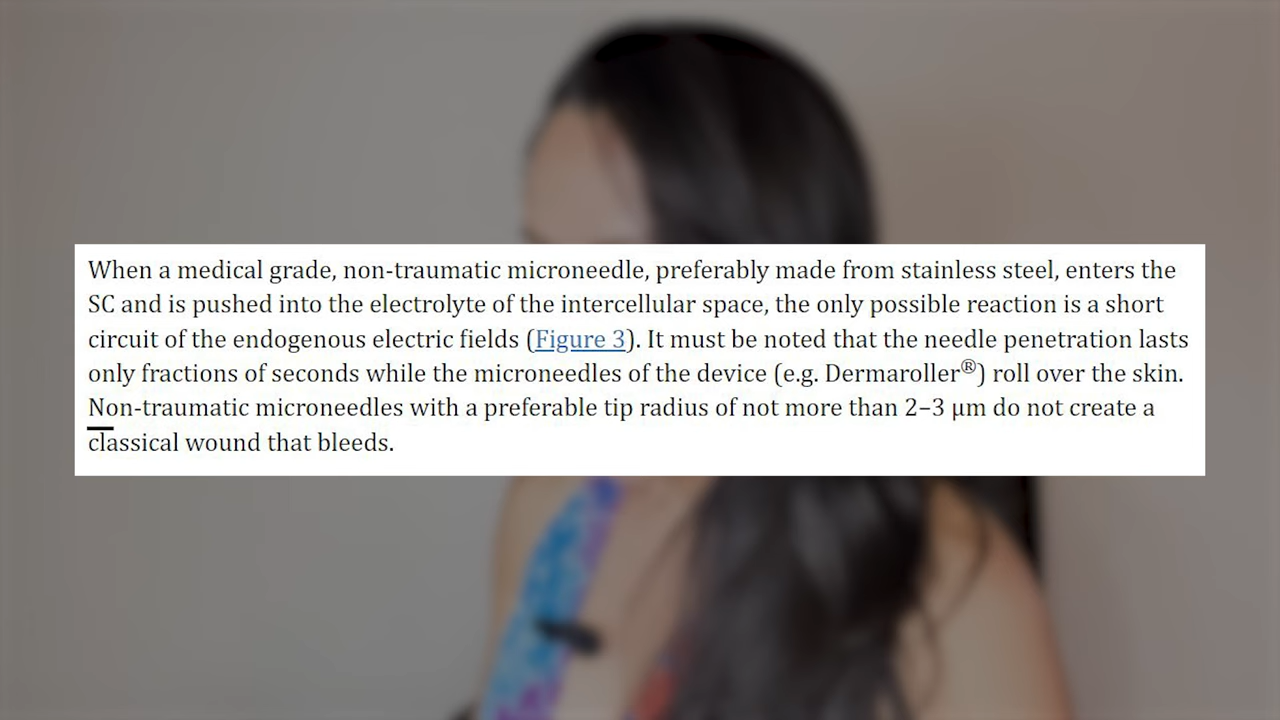 When a medical grade, non-traumatic microneedle, preferably made from stainless steel, enters the
SC and is pushed into the electrolyte of the intercellular space, the only possible reaction is a short
circuit of the endogenous electric fields (Figure 3). It must be noted that the needle penetration lasts
only fractions of seconds while the microneedles of the device (e.g. Dermaroller®) roll over the skin.
Non-traumatic microneedles with a preferable tip radius of not more than 2–3 μm do not create a
classical wound that bleeds.